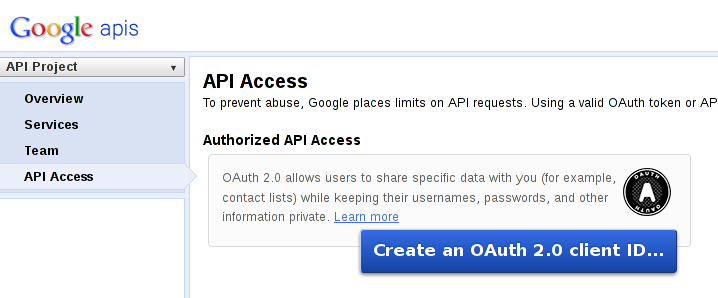 Google apis
API Project
Overview
Services
Team
API Access
API Access
To prevent abuse, Google places limits on API requests. Using a valid OAuth token or AP
Authorized API Access
OAuth 2.0 allows users to share specific data with you (for example,
contact lists) while keeping their usernames, passwords, and other
information private. Learn more
OAUTH
A
OAUTH
Create an OAuth 2.0 client ID...